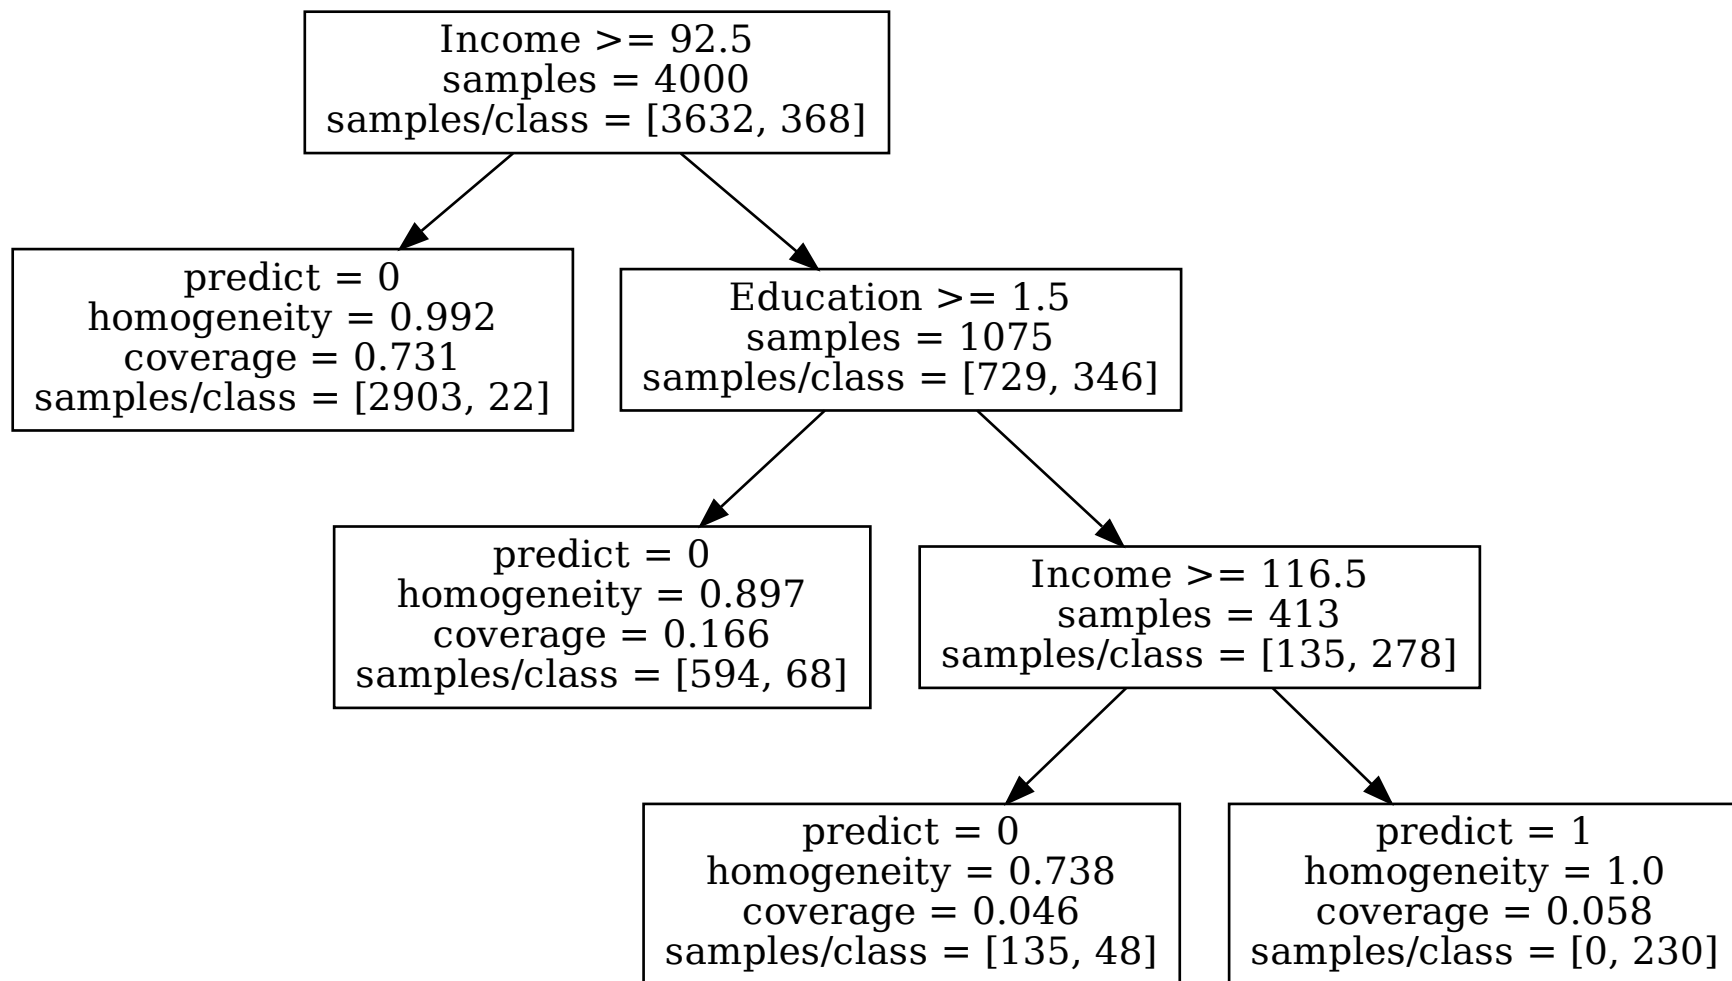 Income >= 92.5
samples = 4000
samples/class = [3632, 368]
predict = 0
homogeneity = 0.992
coverage = 0.731
samples/class = [2903, 22]
Education >= 1.5
samples = 1075
samples/class = [729, 346]
predict = 0
homogeneity = 0.897
coverage = 0.166
samples/class = [594, 68]
Income >= 116.5
samples = 413
samples/class = [135, 278]
predict = 0
homogeneity = 0.738
coverage = 0.046
samples/class = [135, 48]
predict = 1
homogeneity = 1.0
coverage = 0.058
samples/class = [0, 230]